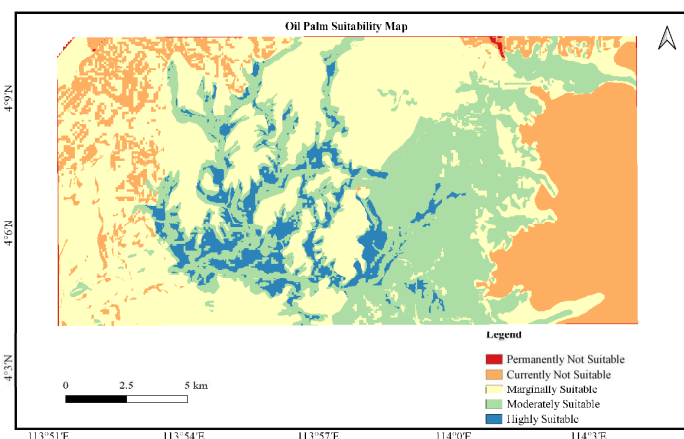 Oil Palm Suitability Map
4°9'N
4°6'N
4°3'N
Legend
Permanently Not Suitable
Currently Not Suitable
Marginally Suitable
Moderately Suitable
Highly Suitable
0 2.5 5 km
113°51'E 113°54'E 113°57'E 114°0'E 114°3'E